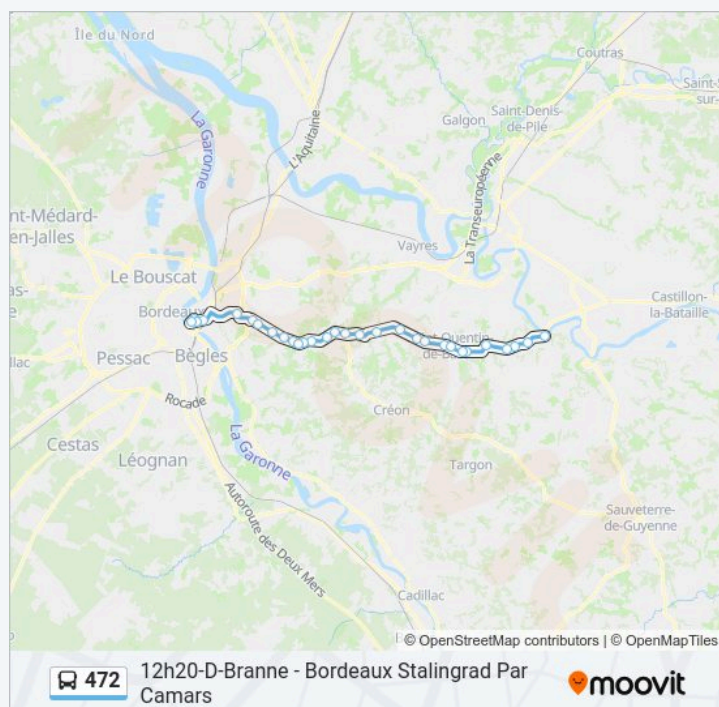 Île du Nord
Coutras
Saint-S
sur-
Saint-Denis-
de-Pile
Galgon
L'Aquitaine
La Garonne
La Transeuropéenne
nt-Médard-
en-Jalles
Vayres
Le Bouscat
Castillon-
la-Bataille
Bordeaux
nt-Quentin-
de-B
Pessac
Bègles
Rocade
Créon
La Garonne
Cestas
Léognan
Targon
Autoroute des Deux Mers
Sauveterre-
de-Guyenne
Cadillac
© OpenStreetMap contributors | © OpenMapTiles
472
12h20-D-Branne - Bordeaux Stalingrad Par
Camars
moovit